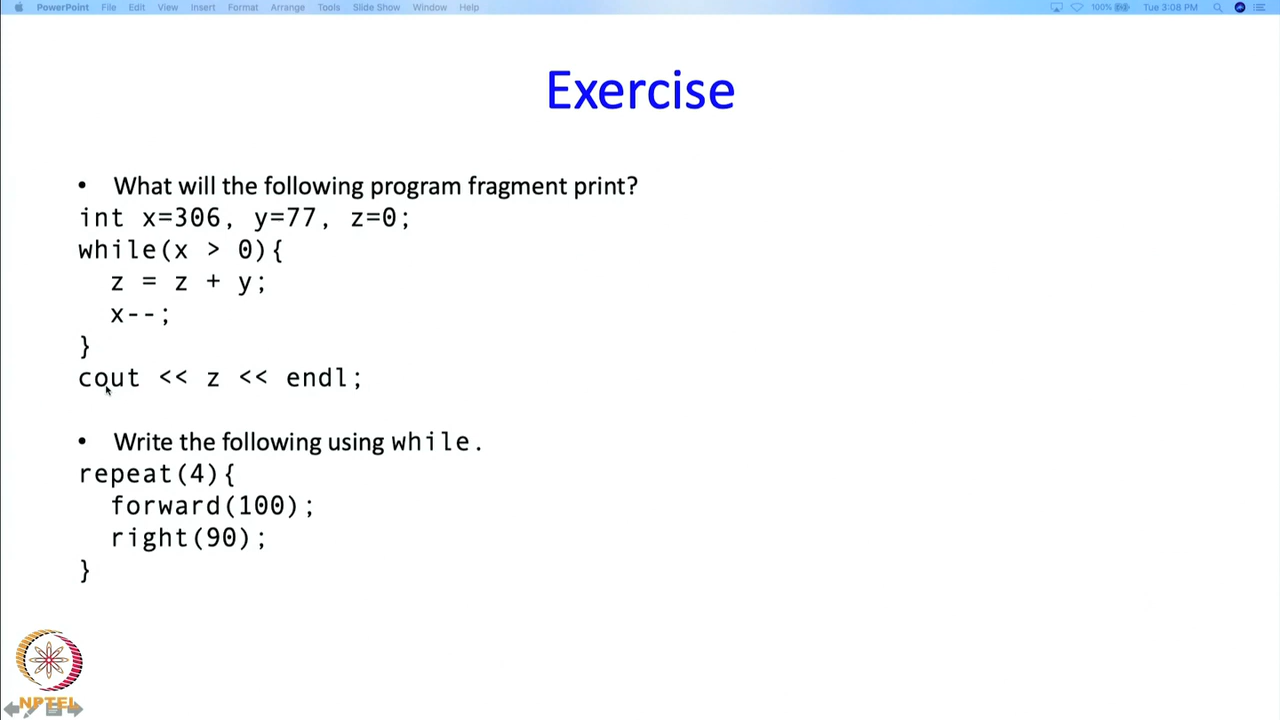 PowerPoint File Edit View Insert Format Arrange Tools Slide Show Window Help 100% Tue 3:08 PM
Exercise
• What will the following program fragment print?
int x=306, y=77, z=0;
while(x > 0){
  z = z + y;
  x--;
}
cout << z << endl;
• Write the following using while.
repeat(4){
  forward(100);
  right(90);
}
NPTEL